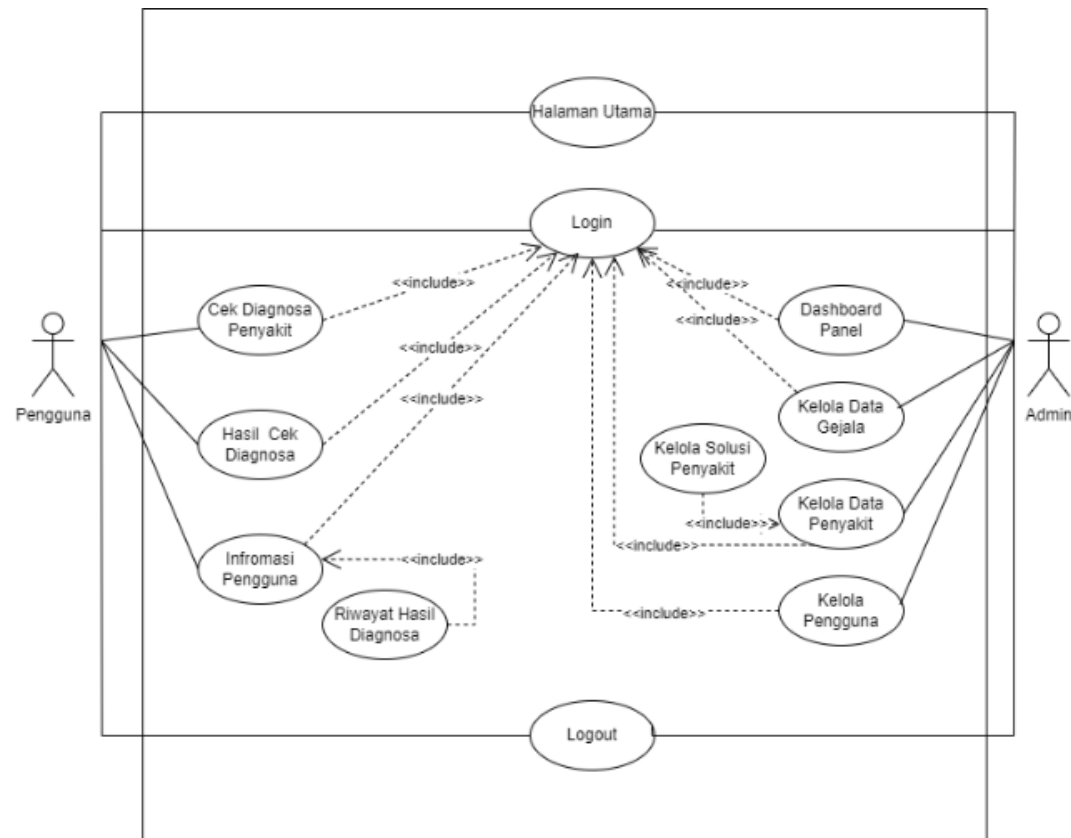 Halaman Utama
Login
<<include>>
<<include>>
Cek Diagnosa
Penyakit
Dashboard
Panel
<<include>>
<<include>>
<<include>>
Pengguna
Admin
Hasil Cek
Diagnosa
Kelola Data
Gejala
Kelola Solusi
Penyakit
Kelola Data
Penyakit
<<include>>
<<include>>
Infromasi
Pengguna
<<include>>
Riwayat Hasil
Diagnosa
<<include>>
Kelola
Pengguna
Logout